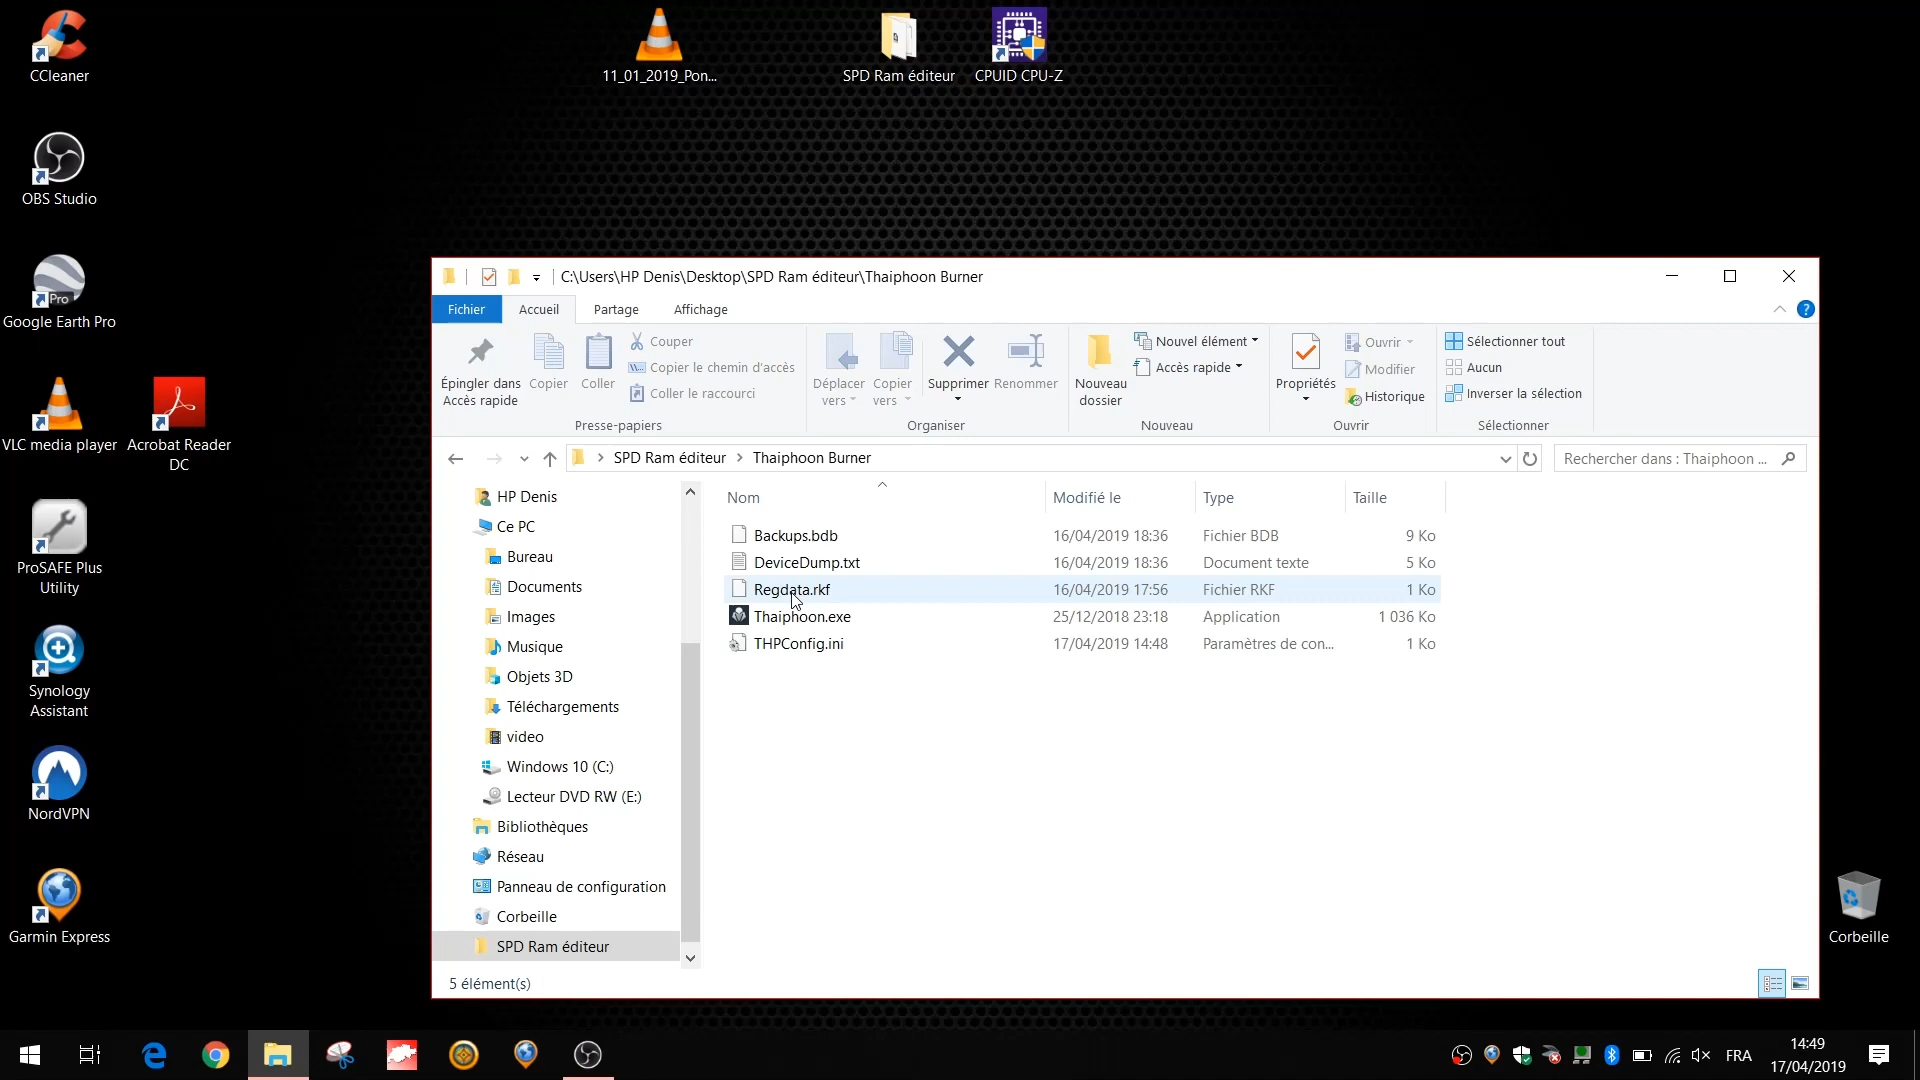 CCleaner
11_01_2019_Pon...
SPD Ram éditeur
CPUID CPU-Z
OBS Studio
Pro
Google Earth Pro
VLC media player
Acrobat Reader
DC
ProSAFE Plus
Utility
Synology
Assistant
NordVPN
Garmin Express
Corbeille
C:\Users\HP Denis\Desktop\SPD Ram éditeur\Thaiphoon Burner
Fichier
Accueil
Partage
Affichage
Épingler dans
Accès rapide
Copier
Coller
Couper
Copier le chemin d'accès
Coller le raccourci
Presse-papiers
Déplacer
vers
Copier
vers
Supprimer
Renommer
Organiser
Nouveau
dossier
Nouvel élément
Accès rapide
Nouveau
Propriétés
Ouvrir
Modifier
Historique
Ouvrir
Sélectionner tout
Aucun
Inverser la sélection
Sélectionner
SPD Ram éditeur > Thaiphoon Burner
Rechercher dans : Thaiphoon ...
HP Denis
Ce PC
Bureau
Documents
Images
Musique
Objets 3D
Téléchargements
video
Windows 10 (C:)
Lecteur DVD RW (E:)
Bibliothèques
Réseau
Panneau de configuration
Corbeille
SPD Ram éditeur
Nom Modifié le Type Taille
Backups.bdb 16/04/2019 18:36 Fichier BDB 9 Ko
DeviceDump.txt 16/04/2019 18:36 Document texte 5 Ko
Regdata.rkf 16/04/2019 17:56 Fichier RKF 1 Ko
Thaiphoon.exe 25/12/2018 23:18 Application 1 036 Ko
THPConfig.ini 17/04/2019 14:48 Paramètres de con... 1 Ko
5 élément(s)
FRA
14:49
17/04/2019